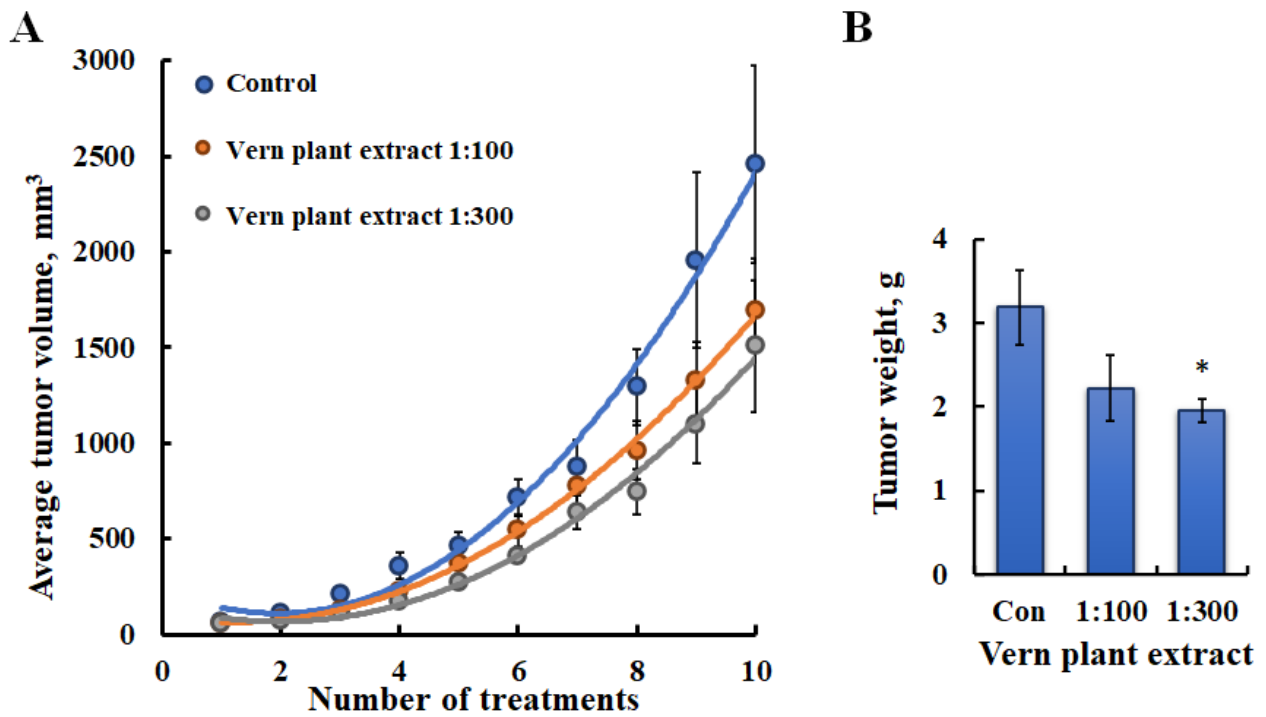 A
B
3000
2500
2000
1500
1000
500
0
Average tumor volume, mm³
Control
Vern plant extract 1:100
Vern plant extract 1:300
0 2 4 6 8 10
Number of treatments
4
3
2
1
0
Tumor weight, g
*
Con 1:100 1:300
Vern plant extract